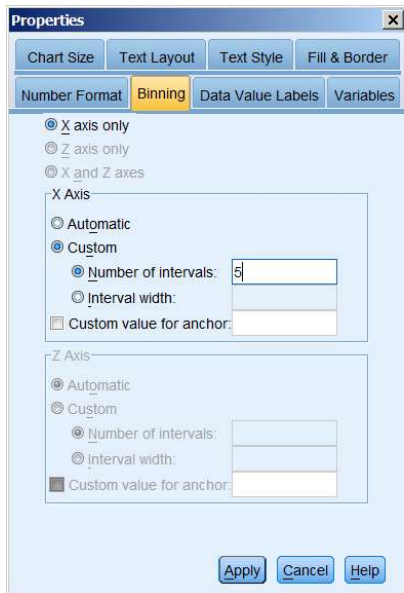 Properties
Chart Size Text Layout Text Style Fill & Border
Number Format Binning Data Value Labels Variables
X axis only
Z axis only
X and Z axes
X Axis
Automatic
Custom
Number of intervals: 5
Interval width:
Custom value for anchor:
Z Axis
Automatic
Custom
Number of intervals:
Interval width:
Custom value for anchor:
Apply Cancel Help